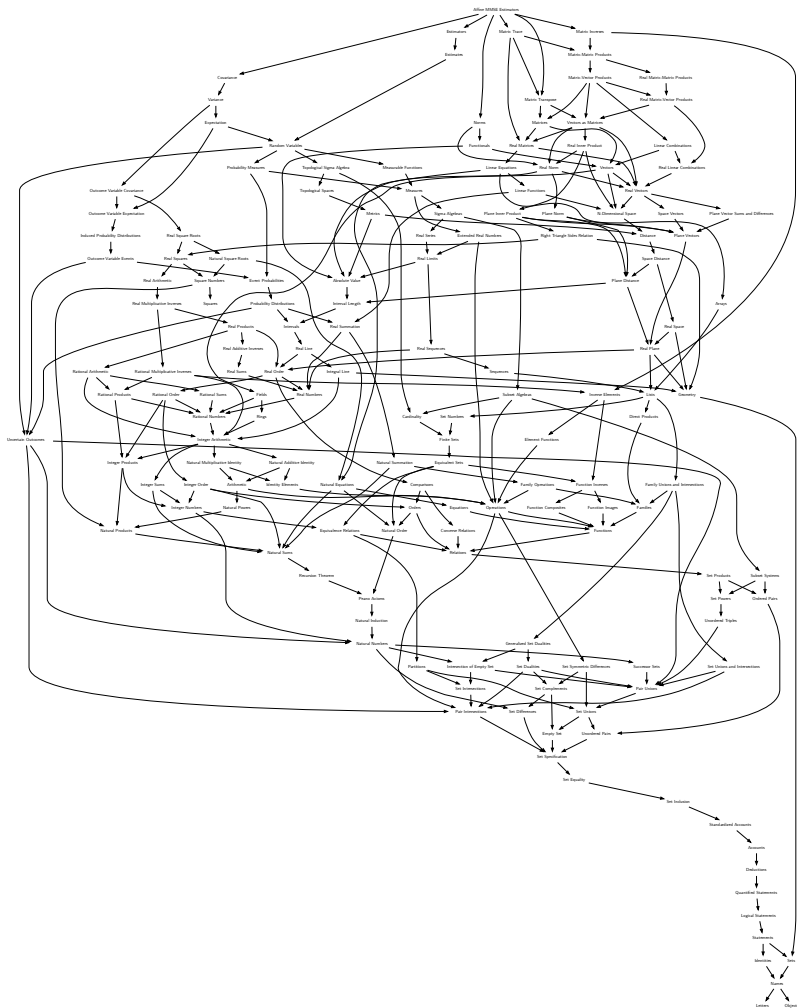 Affine MMSE Estimators
Estimators
Matrix Trace
Matrix Inverses
Estimates
Matrix-Matrix Products
Covariance
Matrix-Vector Products
Real Matrix-Matrix Products
Variance
Matrix Transpose
Real Matrix-Vector Products
Expectation
Norms
Matrices
Vectors as Matrices
Random Variables
Functionals
Real Matrices
Real Inner Product
Linear Combinations
Probability Measures
Topological Sigma Algebra
Measurable Functions
Linear Equations
Real Norm
Vectors
Real Linear Combinations
Outcome Variable Covariance
Topological Spaces
Measures
Linear Functions
Real Vectors
Outcome Variable Expectation
Metrics
Sigma Algebras
Plane Inner Product
Plane Norm
N-Dimensional Space
Vector Spaces
Plane Vector Sums and Differences
Induced Probability Distributions
Real Square Roots
Real Series
Extended Real Numbers
Right Triangle Sides Relation
Distance
Plane Vectors
Outcome Variable Events
Real Squares
Natural Square Roots
Real Limits
Space Distance
Real Arithmetic
Square Numbers
Event Probabilities
Absolute Value
Plane Distance
Real Multiplicative Inverses
Squares
Probability Distributions
Interval Length
Arrays
Real Products
Intervals
Real Summation
Real Space
Real Additive Inverses
Real Line
Real Sequences
Real Plane
Rational Arithmetic
Rational Multiplicative Inverses
Real Sums
Real Order
Integral Line
Sequences
Rational Products
Rational Order
Rational Sums
Fields
Real Numbers
Subset Algebras
Inverse Elements
Lists
Geometry
Rational Numbers
Rings
Cardinality
Set Numbers
Direct Products
Uncertain Outcomes
Integer Arithmetic
Finite Sets
Element Functions
Integer Products
Natural Multiplicative Identity
Natural Additive Identity
Natural Summation
Equivalent Sets
Integer Sums
Integer Order
Arithmetic
Identity Elements
Natural Equations
Comparisons
Family Operations
Function Inverses
Family Unions and Intersections
Integer Numbers
Natural Powers
Orders
Equations
Operations
Function Composites
Function Images
Families
Natural Products
Equivalence Relations
Natural Order
Converse Relations
Functions
Natural Sums
Relations
Recursion Theorem
Set Products
Subset Systems
Peano Axioms
Set Powers
Ordered Pairs
Natural Induction
Unordered Triples
Natural Numbers
Generalized Set Dualities
Partitions
Intersection of Empty Set
Set Dualities
Set Symmetric Differences
Successor Sets
Set Unions and Intersections
Set Intersections
Set Complements
Pair Unions
Pair Intersections
Set Differences
Set Unions
Empty Set
Unordered Pairs
Set Specification
Set Equality
Set Inclusion
Standardized Accounts
Accounts
Deductions
Quantified Statements
Logical Statements
Statements
Identities
Sets
Names
Letters
Objects